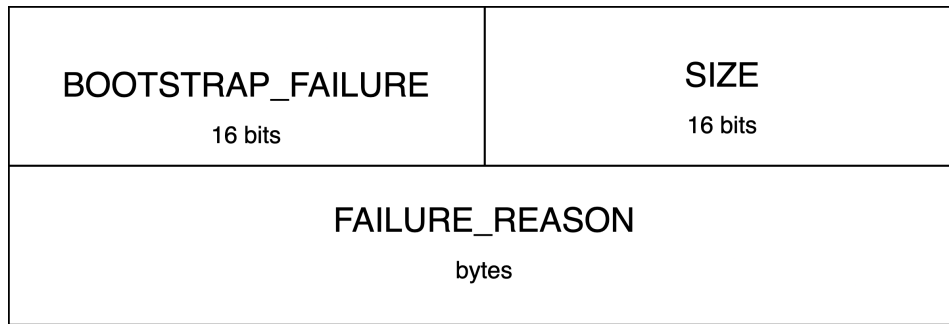 BOOTSTRAP_FAILURE
16 bits
SIZE
16 bits
FAILURE_REASON
bytes